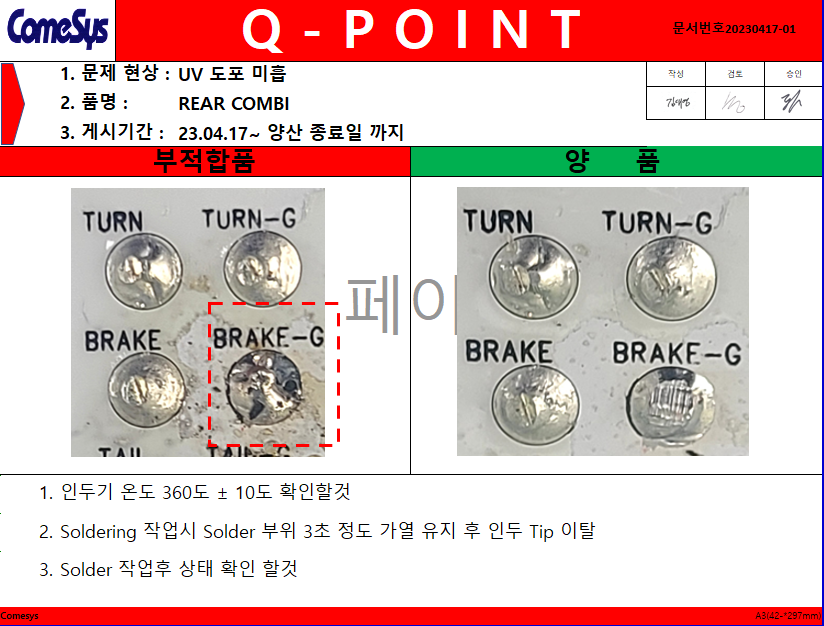 ComeSys
Q-POINT
문서번호20230417-01
1. 문제 현상 : UV 도포 미흡
2. 품명 : REAR COMBI
3. 게시기간 : 23.04.17~ 양산 종료일 까지
작성 검토 승인
부적합품
양 품
TURN TURN-G
BRAKE BRAKE-G
TAIL TAIL-G
TURN TURN-G
BRAKE BRAKE-G
페이
1. 인두기 온도 360도 ± 10도 확인할것
2. Soldering 작업시 Solder 부위 3초 정도 가열 유지 후 인두 Tip 이탈
3. Solder 작업후 상태 확인 할것
Comesys
A3(42-*297mm)